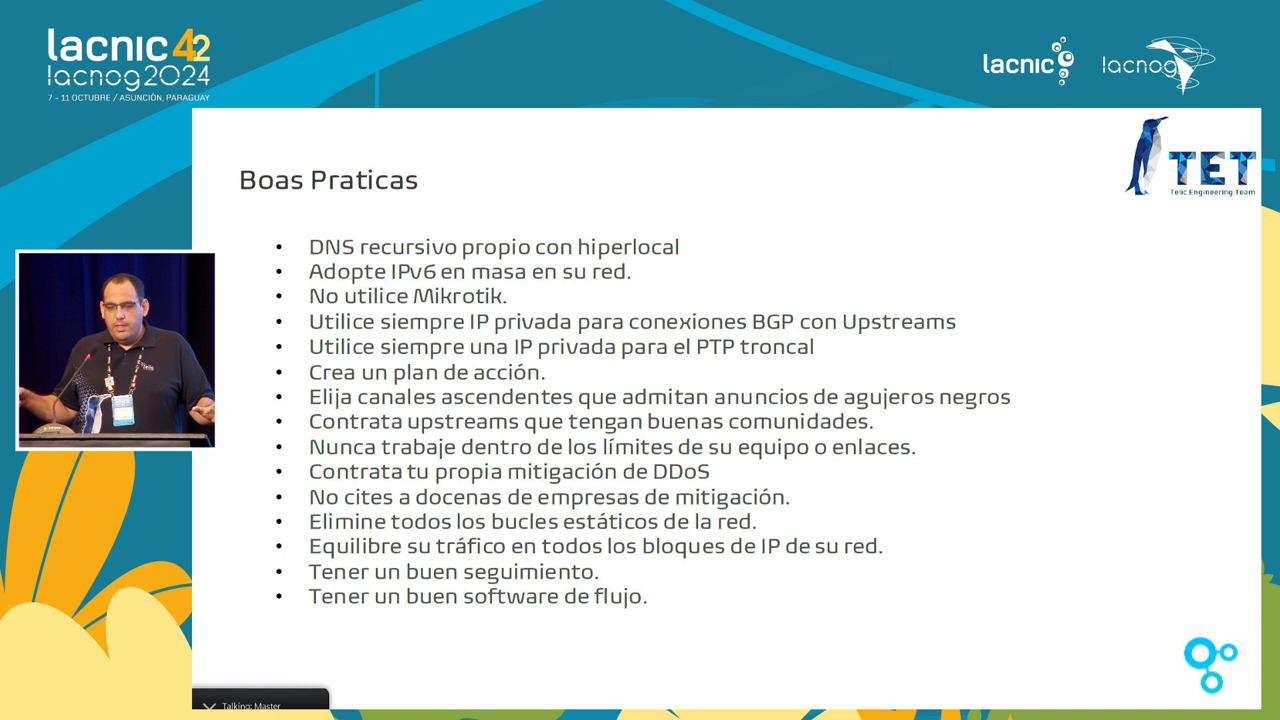 lacnic 42
lacnog 2024
7 - 11 OCTUBRE / ASUNCIÓN, PARAGUAY
lacnic
lacnog
TET
Telic Engineering Team
Boas Praticas
• DNS recursivo propio con hiperlocal
• Adopte IPv6 en masa en su red.
• No utilice Mikrotik.
• Utilice siempre IP privada para conexiones BGP con Upstreams
• Utilice siempre una IP privada para el PTP troncal
• Crea un plan de acción.
• Elija canales ascendentes que admitan anuncios de agujeros negros
• Contrata upstreams que tengan buenas comunidades.
• Nunca trabaje dentro de los límites de su equipo o enlaces.
• Contrata tu propia mitigación de DDoS
• No cites a docenas de empresas de mitigación.
• Elimine todos los bucles estáticos de la red.
• Equilibre su tráfico en todos los bloques de IP de su red.
• Tener un buen seguimiento.
• Tener un buen software de flujo.
Talking: Master